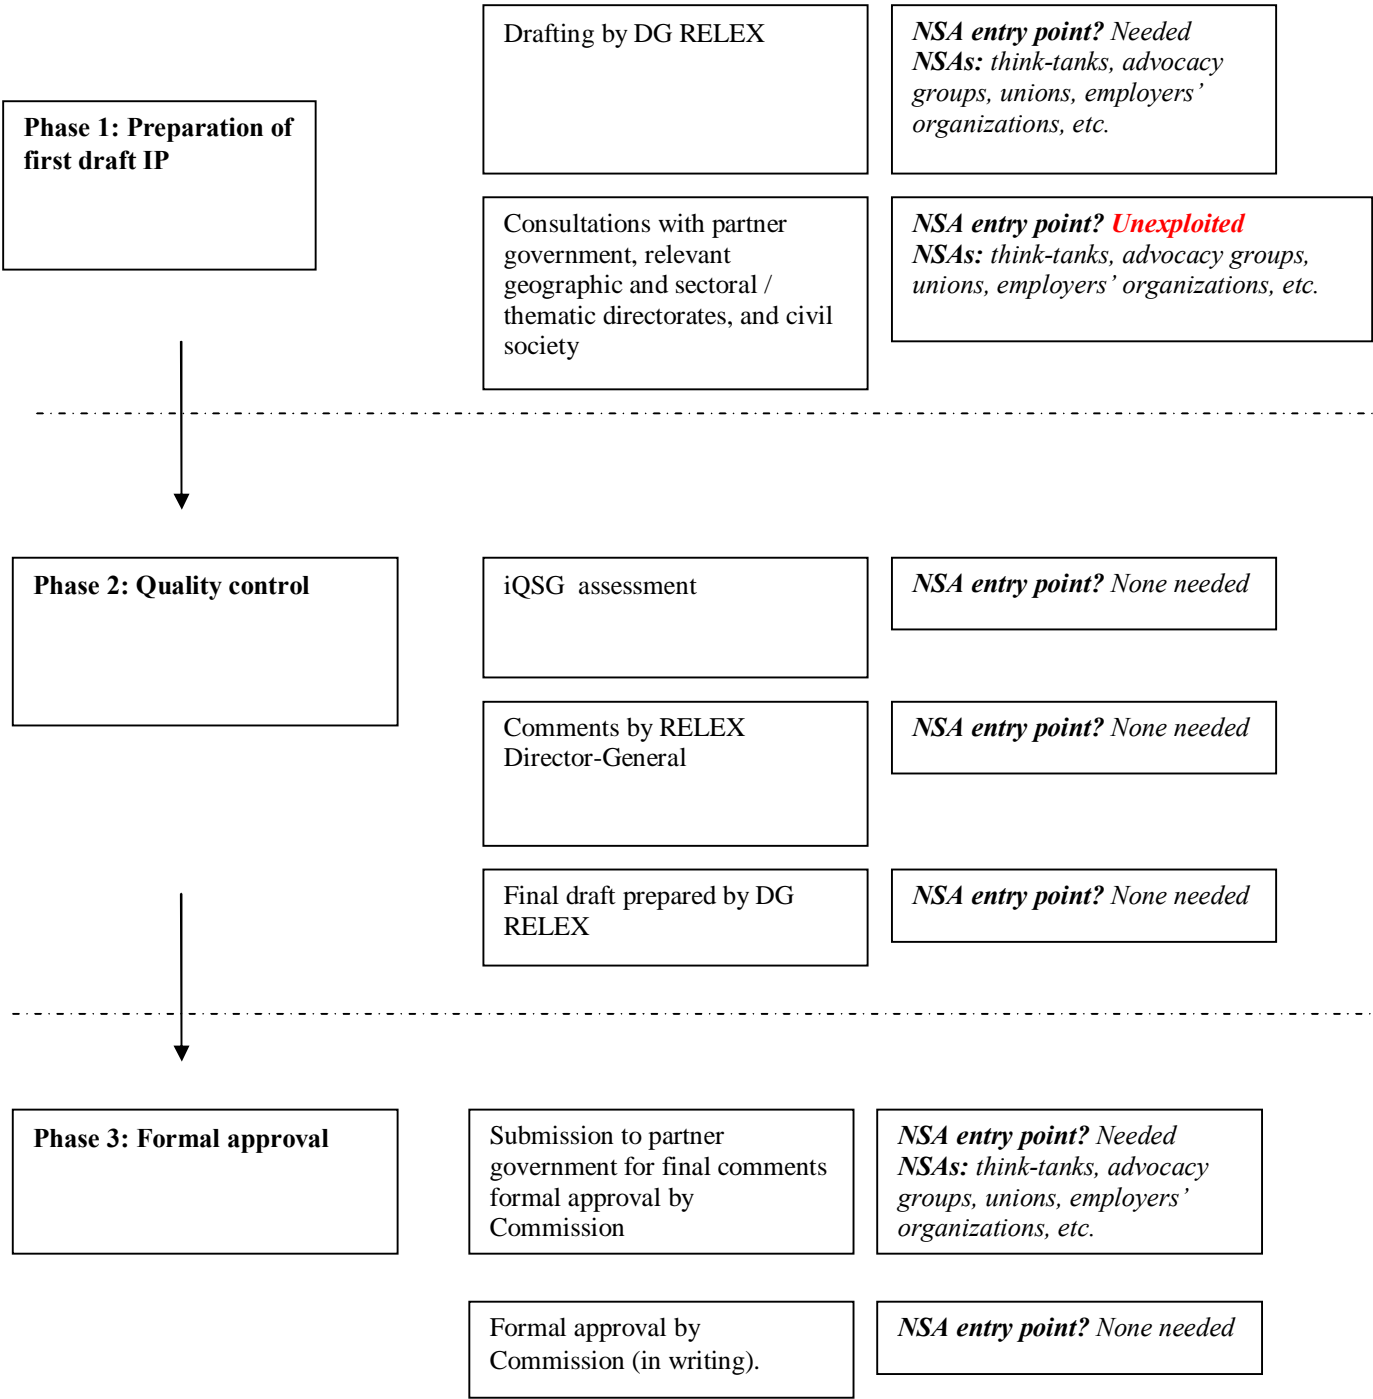 Phase 1: Preparation of
first draft IP
Drafting by DG RELEX
NSA entry point? Needed
NSAs: think-tanks, advocacy
groups, unions, employers’
organizations, etc.
Consultations with partner
government, relevant
geographic and sectoral /
thematic directorates, and civil
society
NSA entry point? Unexploited
NSAs: think-tanks, advocacy groups,
unions, employers’ organizations, etc.
Phase 2: Quality control
iQSG  assessment
NSA entry point? None needed
Comments by RELEX
Director-General
NSA entry point? None needed
Final draft prepared by DG
RELEX
NSA entry point? None needed
Phase 3: Formal approval
Submission to partner
government for final comments
formal approval by
Commission
NSA entry point? Needed
NSAs: think-tanks, advocacy
groups, unions, employers’
organizations, etc.
Formal approval by
Commission (in writing).
NSA entry point? None needed